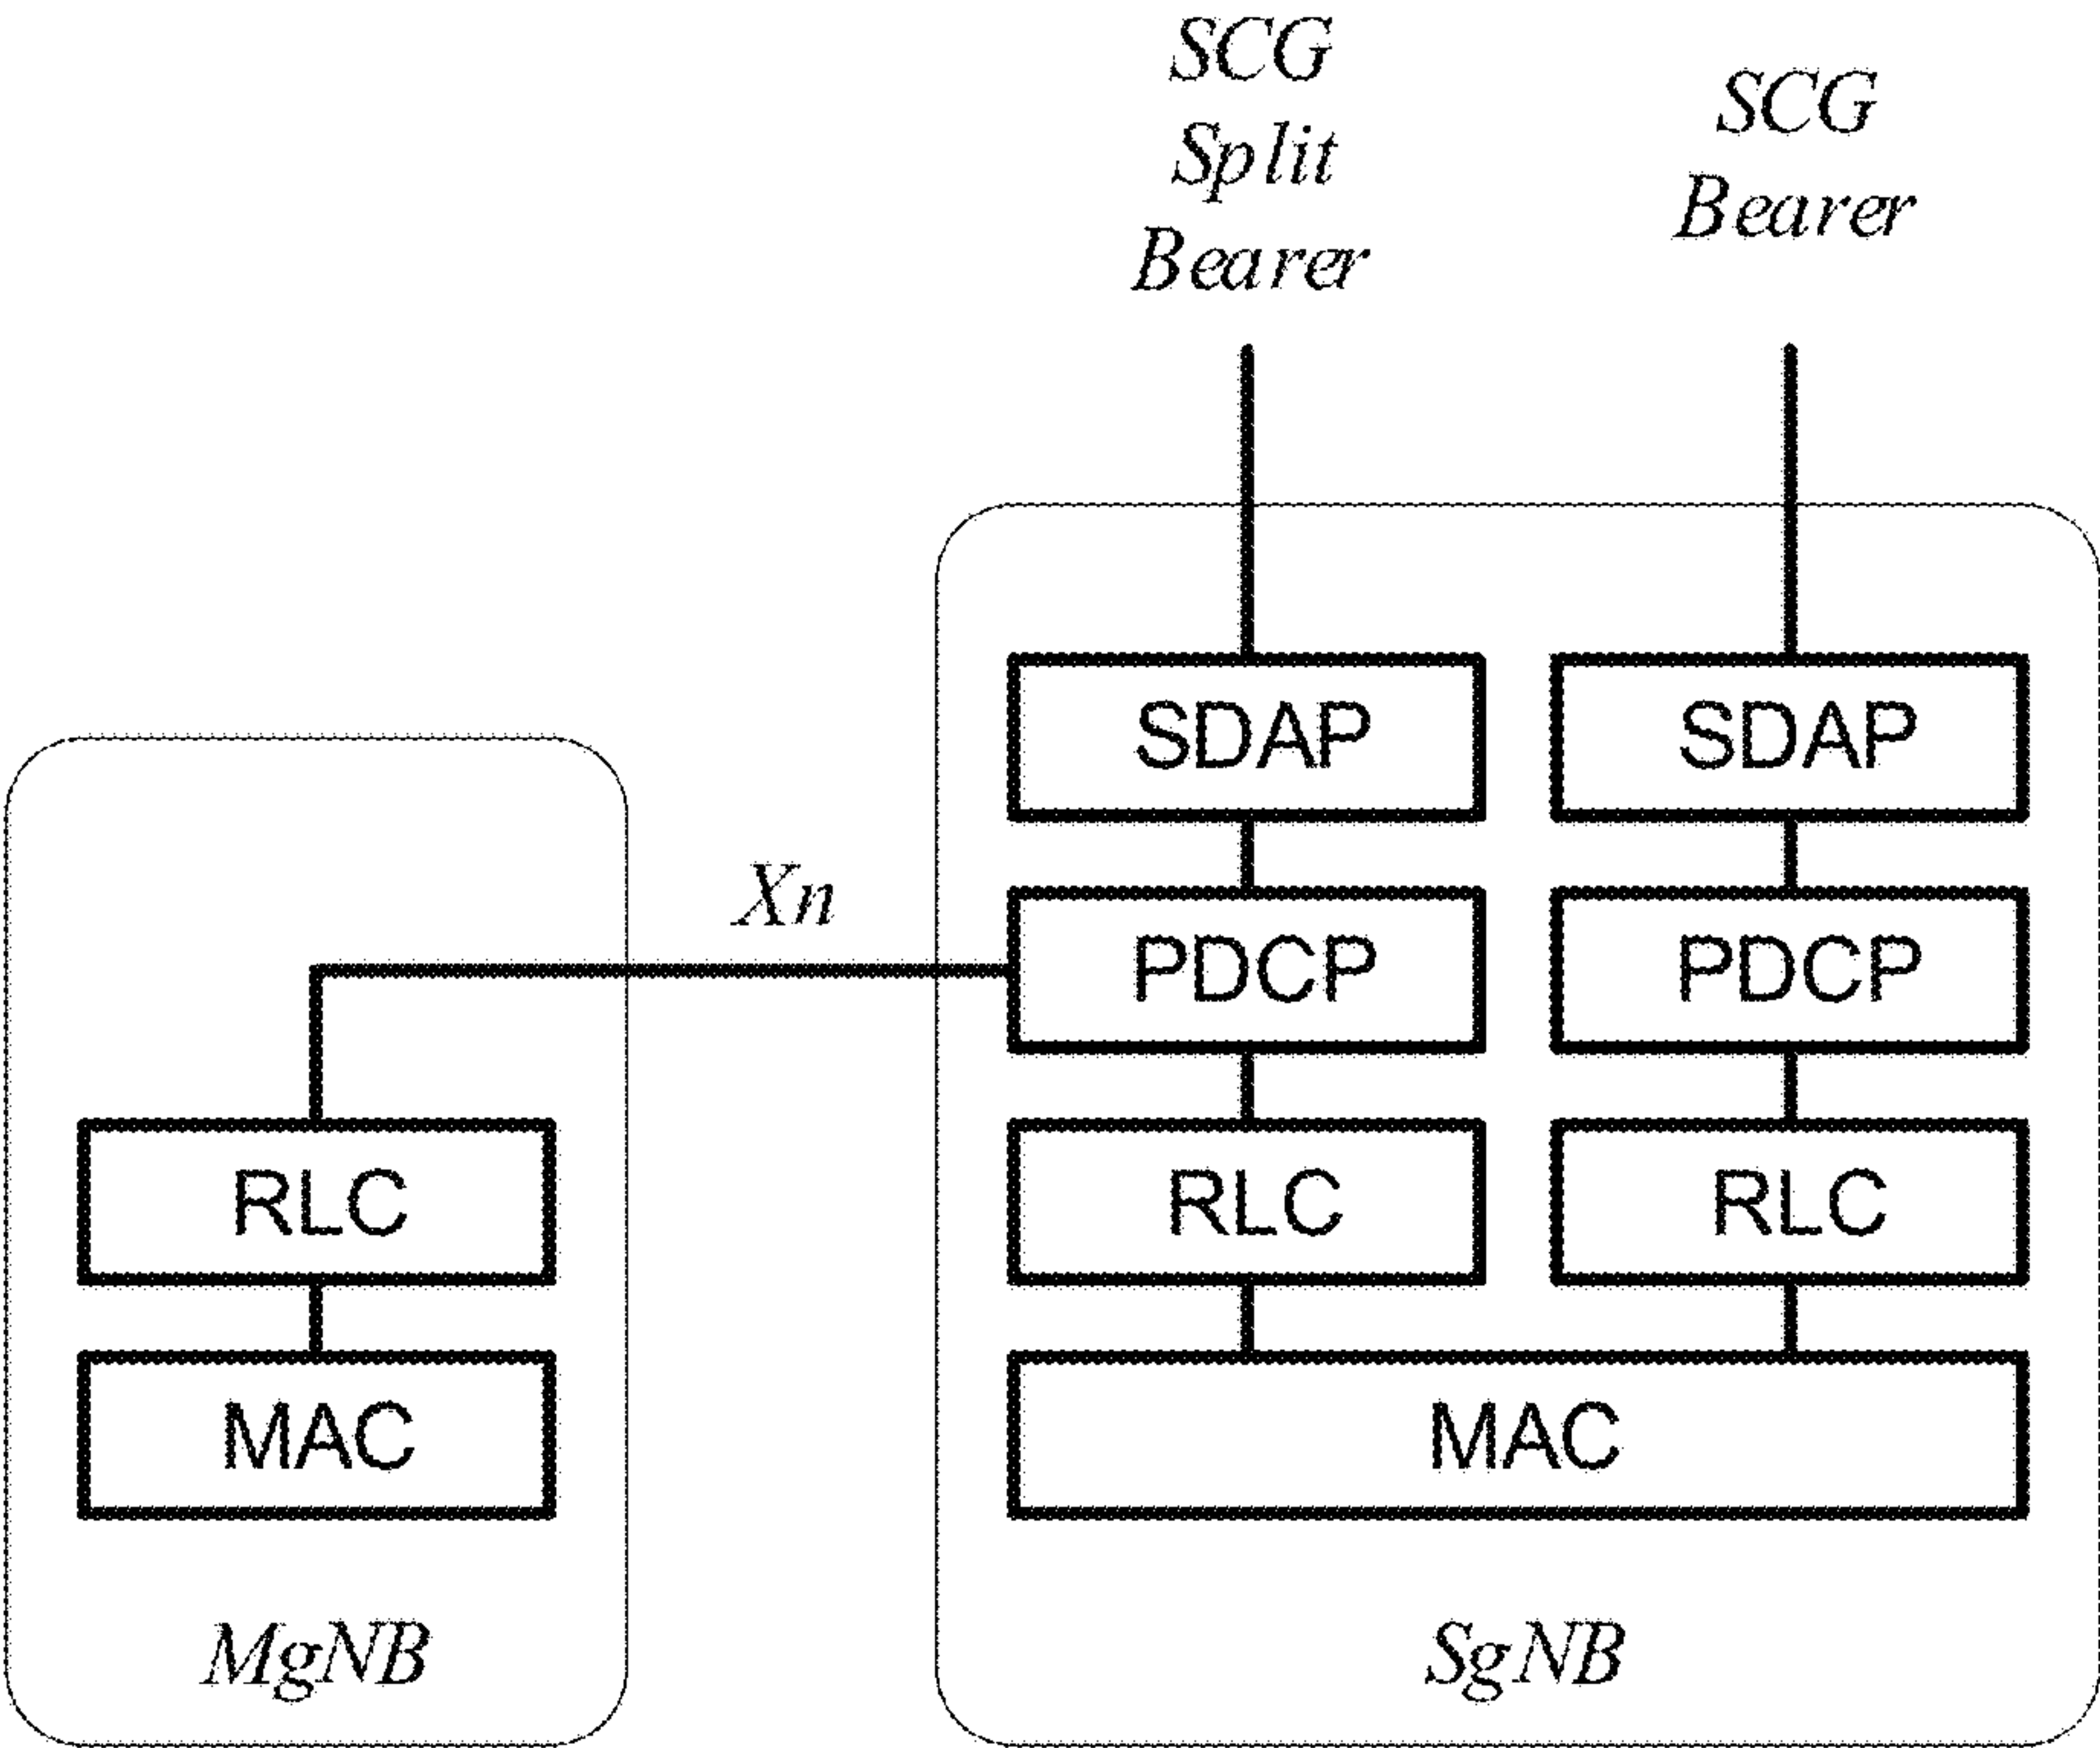 SCG
Split
Bearer
SCG
Bearer
SDAP
SDAP
Xn
PDCP
PDCP
RLC
RLC
RLC
MAC
MAC
MgNB
SgNB